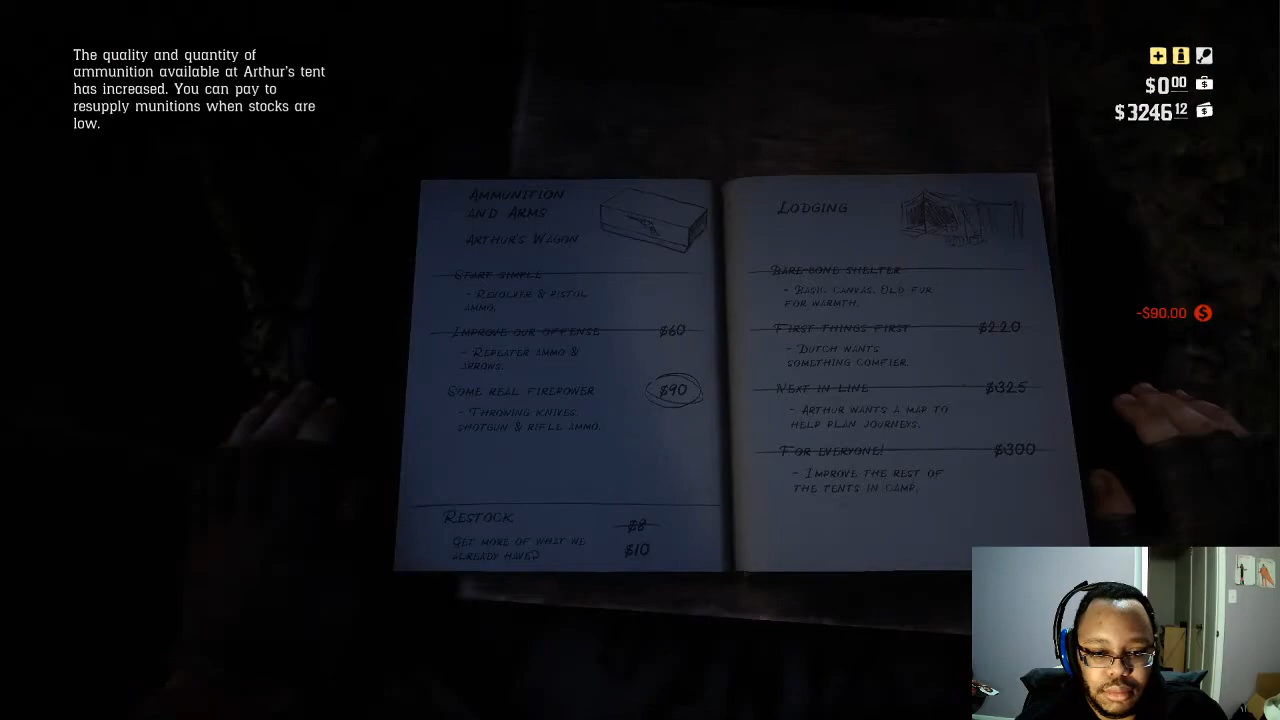 The quality and quantity of
ammunition available at Arthur's tent
has increased. You can pay to
resupply munitions when stocks are
low.
$0.00
$3246.12
-$90.00
AMMUNITION
AND ARMS
ARTHUR'S WAGON
START SIMPLE
- REVOLVER & PISTOL
AMMO.
IMPROVE OUR OFFENSE $60
- REPEATER AMMO &
ARROWS.
SOME REAL FIREPOWER $90
- THROWING KNIVES,
SHOTGUN & RIFLE AMMO.
RESTOCK
$8
GET MORE OF WHAT WE
ALREADY HAVE? $10
LODGING
BARE-BONE SHELTER
- BASIC CANVAS. OLD FUR
FOR WARMTH.
FIRST THINGS FIRST $220
- DUTCH WANTS
SOMETHING COMFIER.
NEXT IN LINE $325
- ARTHUR WANTS A MAP TO
HELP PLAN JOURNEYS.
FOR EVERYONE! $300
- IMPROVE THE REST OF
THE TENTS IN CAMP.